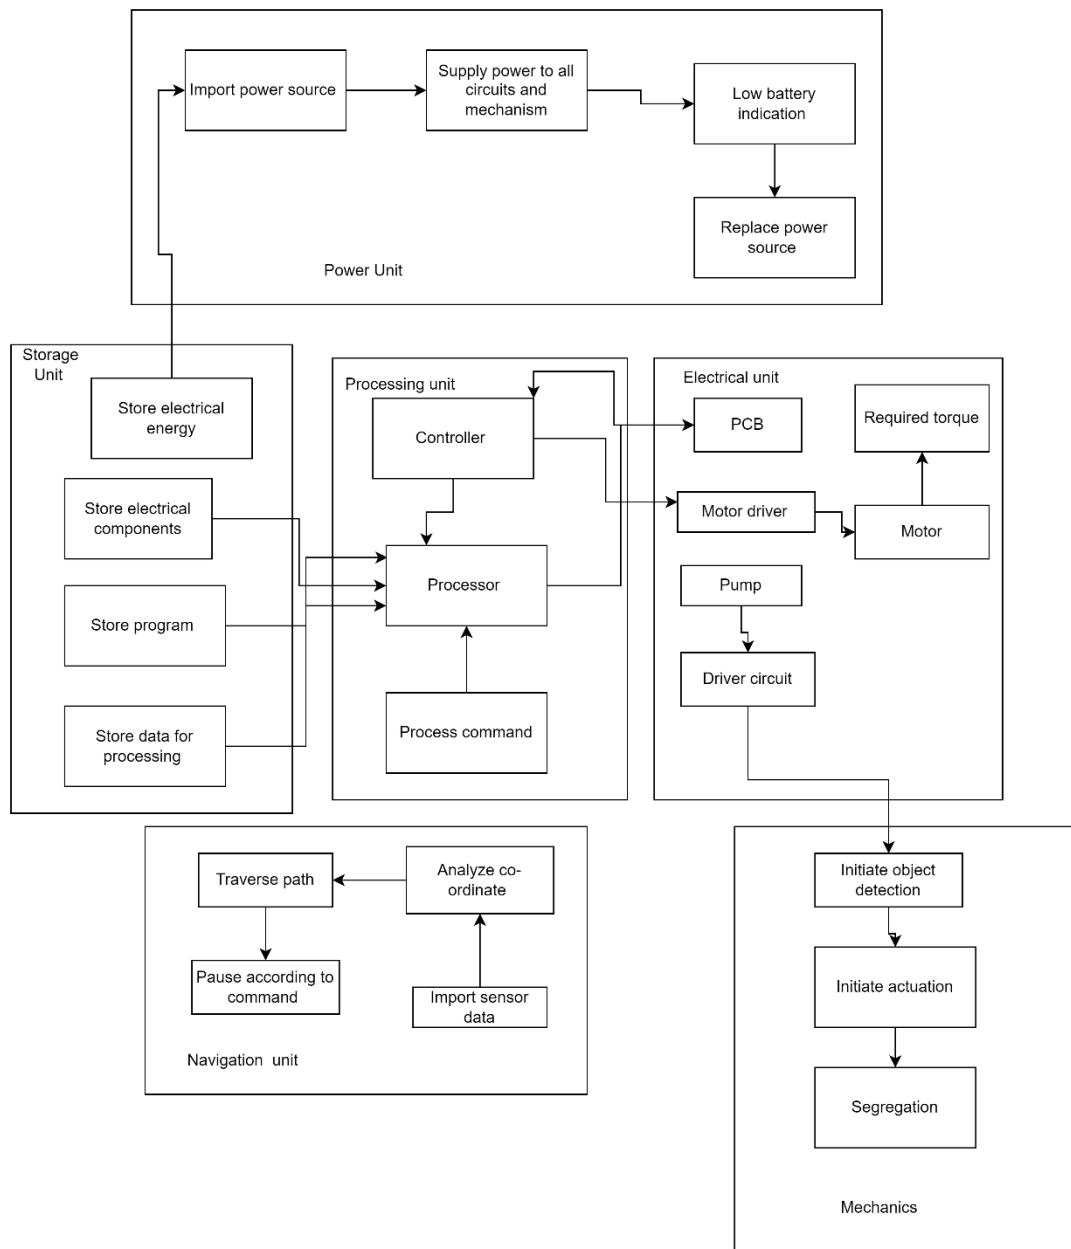 Import power source
Supply power to all
circuits and
mechanism
Low battery
indication
Replace power
source
Power Unit
Storage
Unit
Store electrical
energy
Store electrical
components
Store program
Store data for
processing
Processing unit
Controller
Processor
Process command
Electrical unit
PCB
Required torque
Motor driver
Motor
Pump
Driver circuit
Traverse path
Analyze co-
ordinate
Pause according to
command
Import sensor
data
Navigation unit
Initiate object
detection
Initiate actuation
Segregation
Mechanics